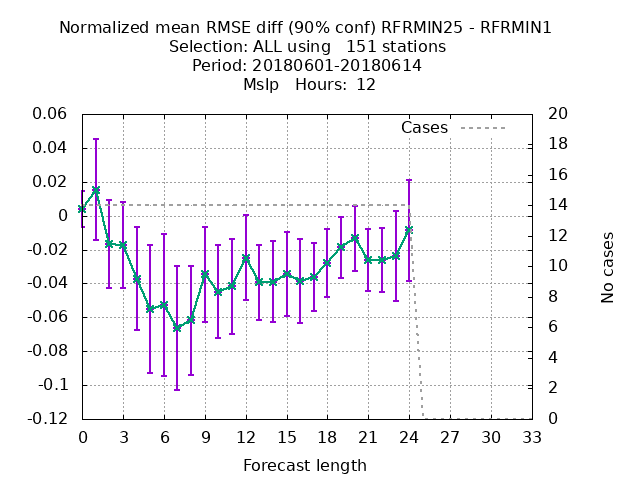 Normalized mean RMSE diff (90% conf) RFRMIN25 - RFRMIN1
Selection: ALL using   151 stations
Period: 20180601-20180614
Mslp   Hours:  12
Cases
0.06
0.04
0.02
0
-0.02
-0.04
-0.06
-0.08
-0.1
-0.12
20
18
16
14
12
10
8
6
4
2
0
No cases
0 3 6 9 12 15 18 21 24 27 30 33
Forecast length